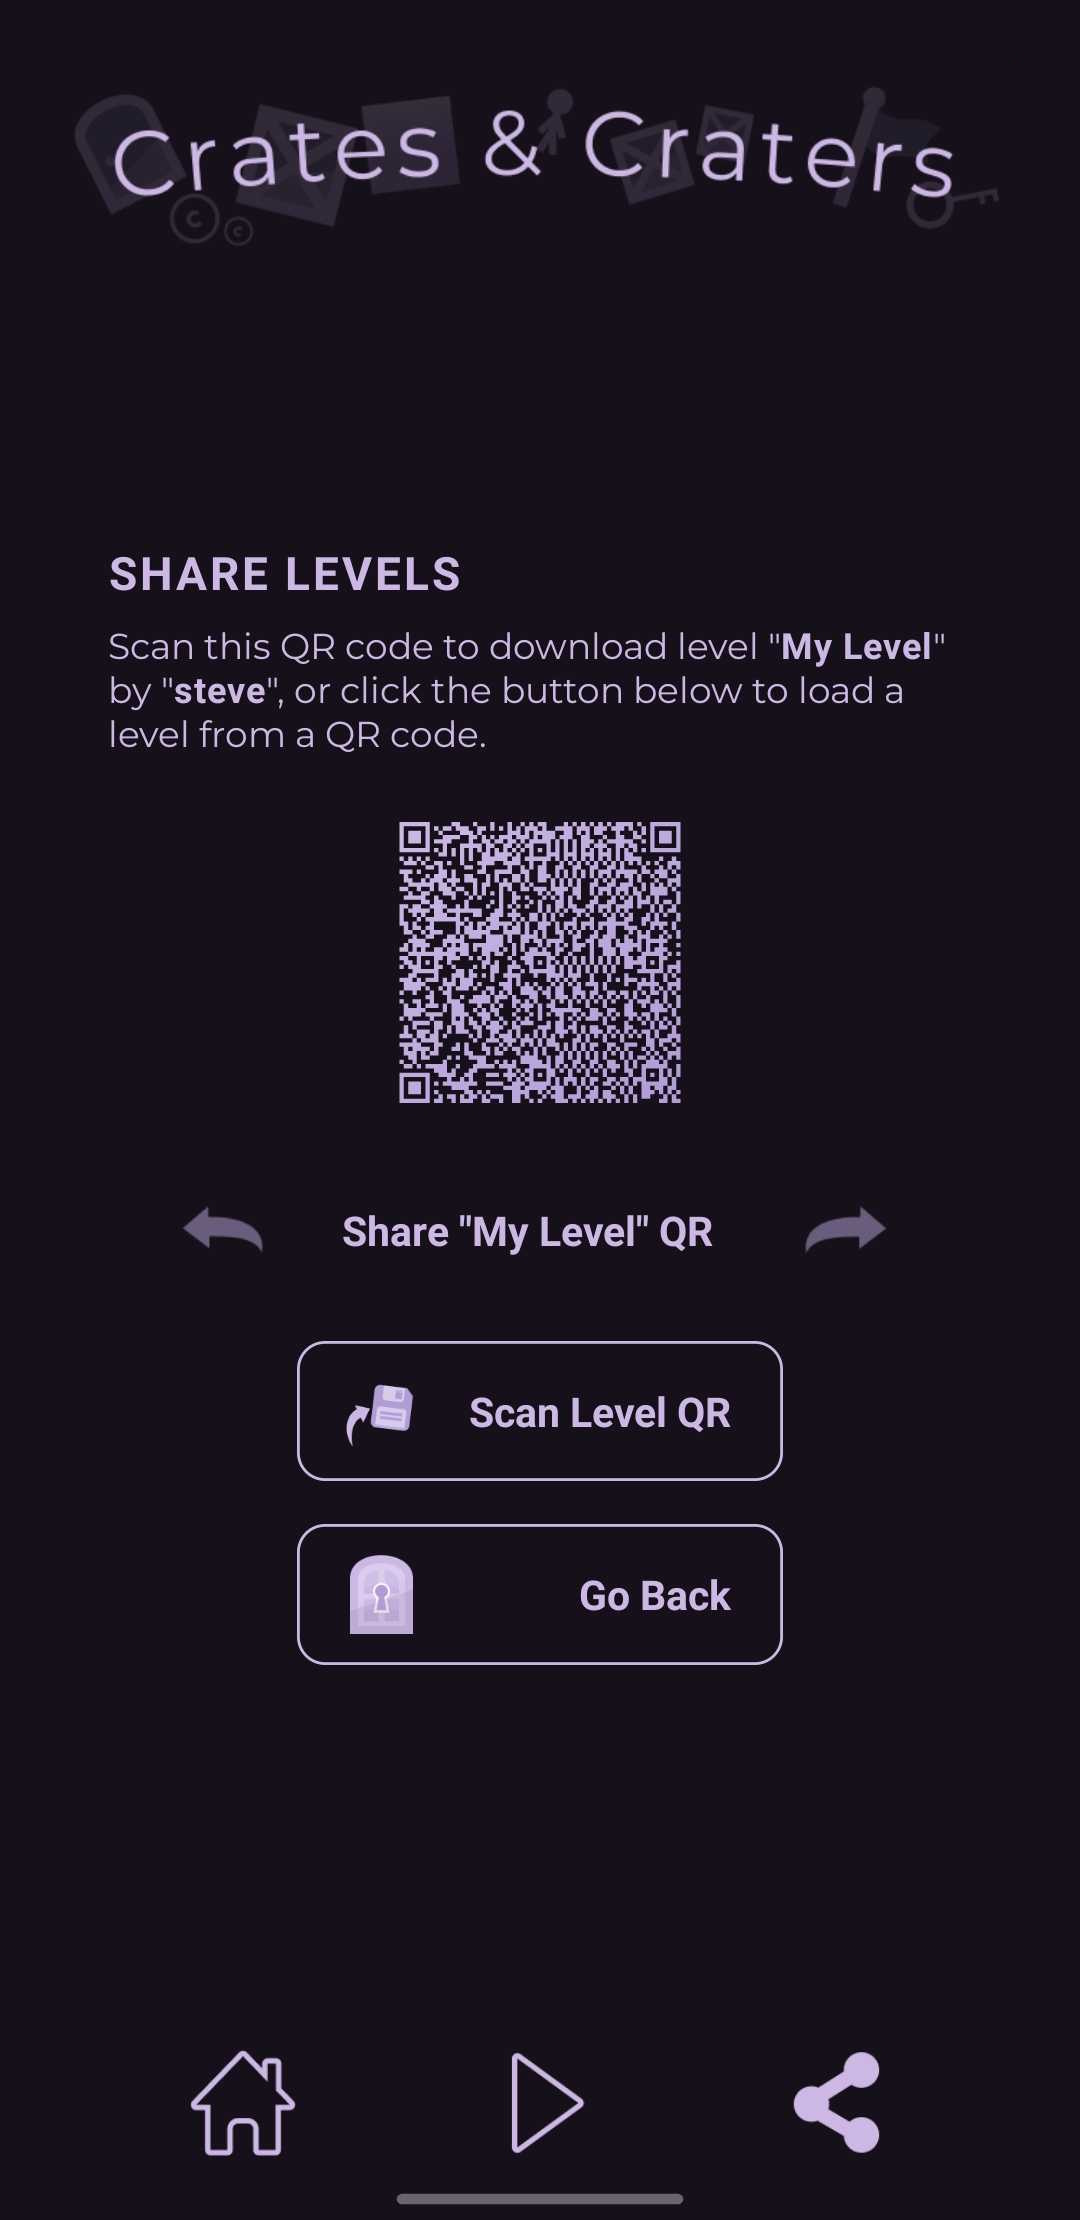 Crates & Craters
C
c
SHARE LEVELS
Scan this QR code to download level "My Level"
by "steve", or click the button below to load a
level from a QR code.
Share "My Level" QR
Scan Level QR
Go Back